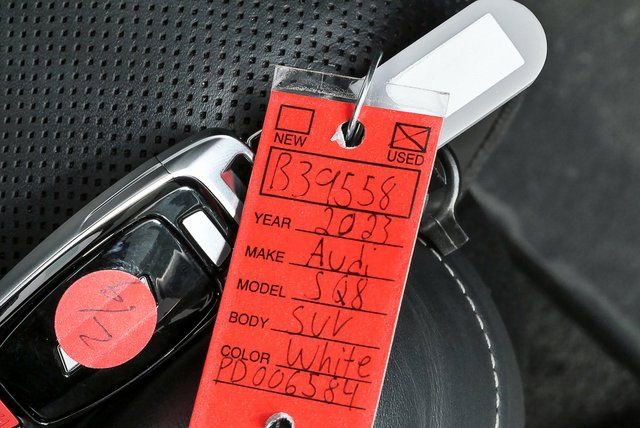 NEW USED
B39558
YEAR 2023
MAKE Audi
MODEL SQ8
BODY SUV
COLOR White
PD006584